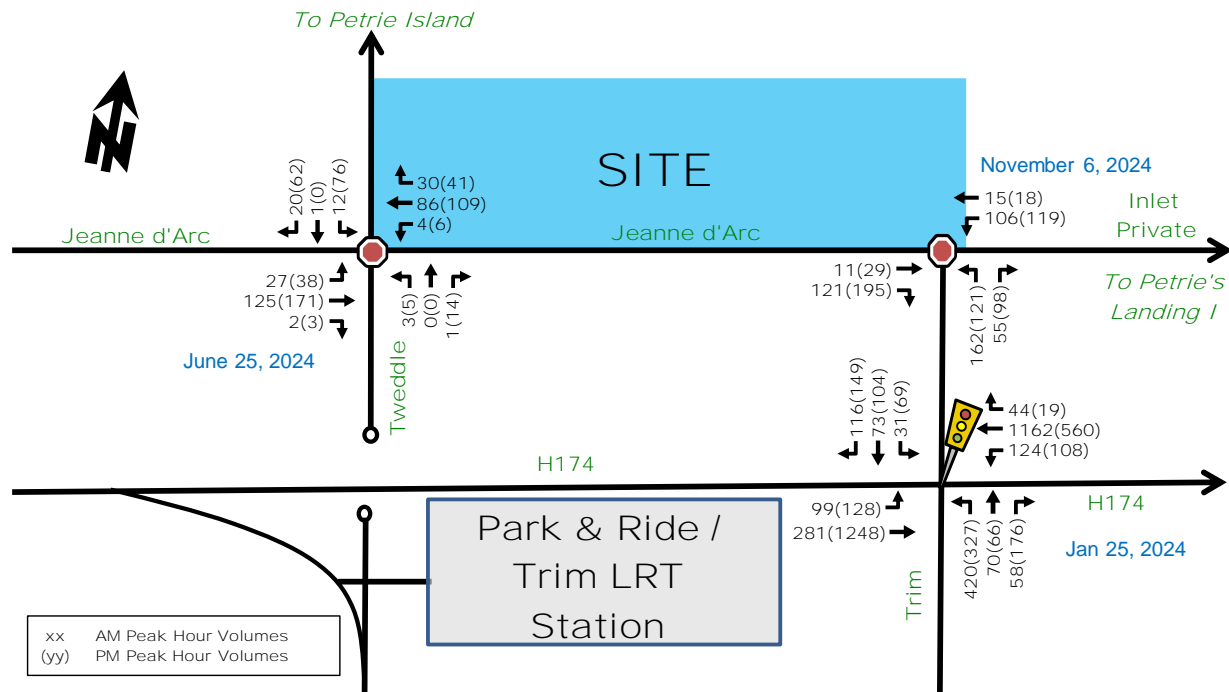 To Petrie Island
SITE
November 6, 2024
20(62)
1(0)
12(76)
30(41)
86(109)
4(6)
15(18)
106(119)
Inlet
Private
Jeanne d'Arc
Jeanne d'Arc
27(38)
125(171)
2(3)
3(5)
0(0)
1(14)
11(29)
121(195)
162(121)
55(98)
To Petrie's
Landing I
June 25, 2024
Tweddle
116(149)
73(104)
31(69)
44(19)
1162(560)
124(108)
H174
99(128)
281(1248)
420(327)
70(66)
58(176)
H174
Jan 25, 2024
Trim
Park & Ride /
Trim LRT
Station
xx AM Peak Hour Volumes
(yy) PM Peak Hour Volumes